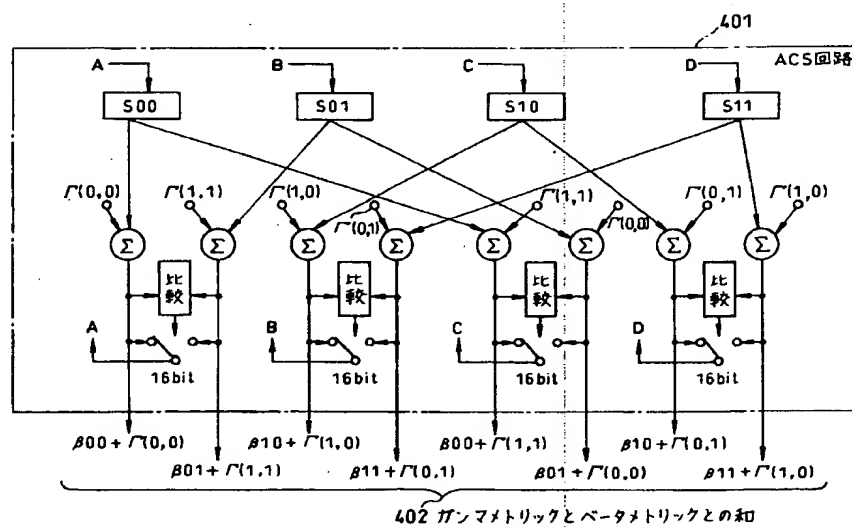 401
A B C D ACS回路
S00 S01 S10 S11
Γ(0,0) Γ(1,1) Γ(1,0) Γ(0,1) Γ(1,1) Γ(0,0) Γ(0,1) Γ(1,0)
Σ Σ Σ Σ Σ Σ Σ Σ
比較 比較 比較 比較
A B C D
16bit 16bit 16bit 16bit
β00+Γ(0,0) β10+Γ(1,0) β00+Γ(1,1) β10+Γ(0,1)
β01+Γ(1,1) β11+Γ(0,1) β01+Γ(0,0) β11+Γ(1,0)
402 ガンマメトリックとベータメトリックとの和